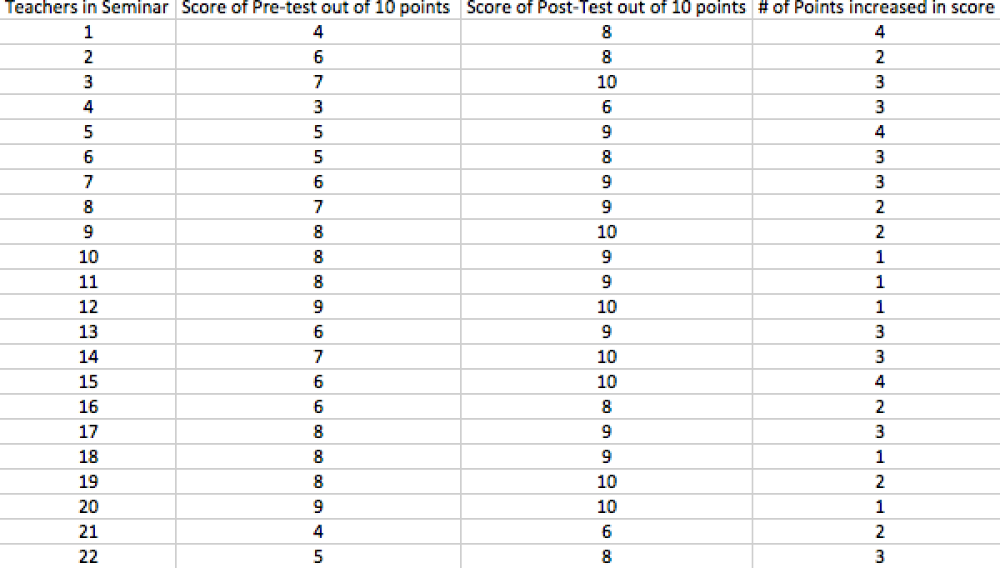 Teachers in Seminar Score of Pre-test out of 10 points Score of Post-Test out of 10 points # of Points increased in score
1 4 8 4
2 6 8 2
3 7 10 3
4 3 6 3
5 5 9 4
6 5 8 3
7 6 9 3
8 7 9 2
9 8 10 2
10 8 9 1
11 8 9 1
12 9 10 1
13 6 9 3
14 7 10 3
15 6 10 4
16 6 8 2
17 8 9 3
18 8 9 1
19 8 10 2
20 9 10 1
21 4 6 2
22 5 8 3